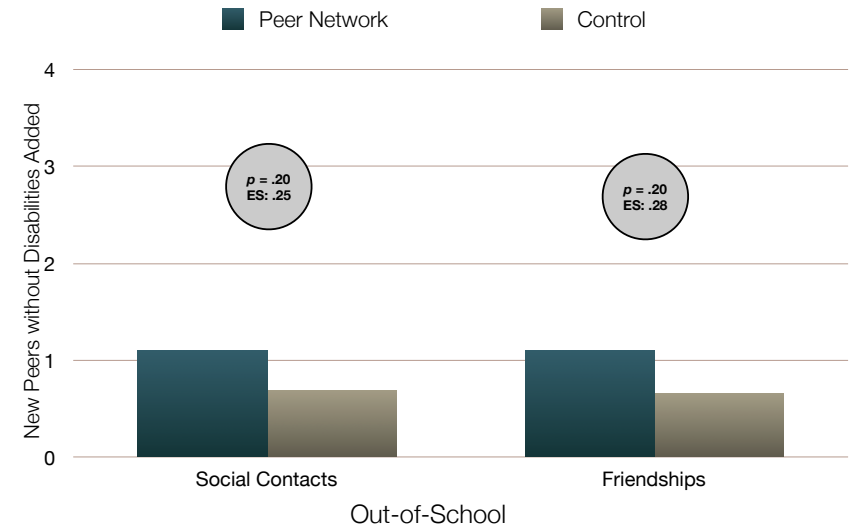 Peer Network
Control
New Peers without Disabilities Added
4
3
2
1
0
p = .20
ES: .25
p = .20
ES: .28
Social Contacts
Friendships
Out-of-School